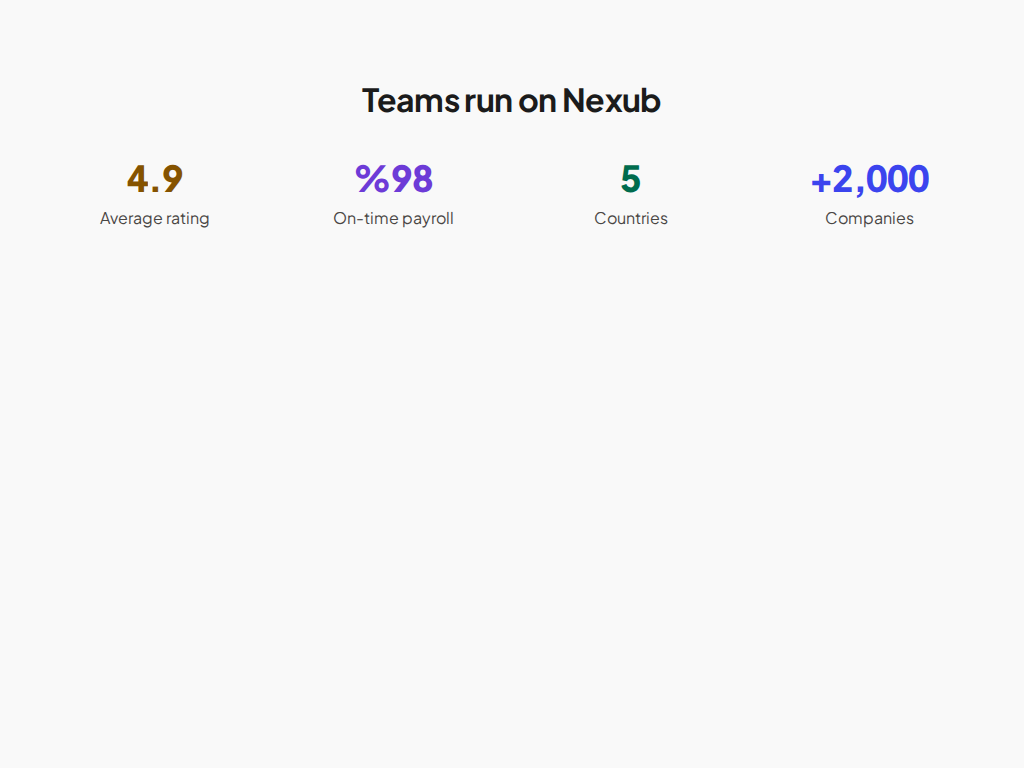 Teams run on Nexub
4.9
Average rating
%98
On-time payroll
5
Countries
+2,000
Companies